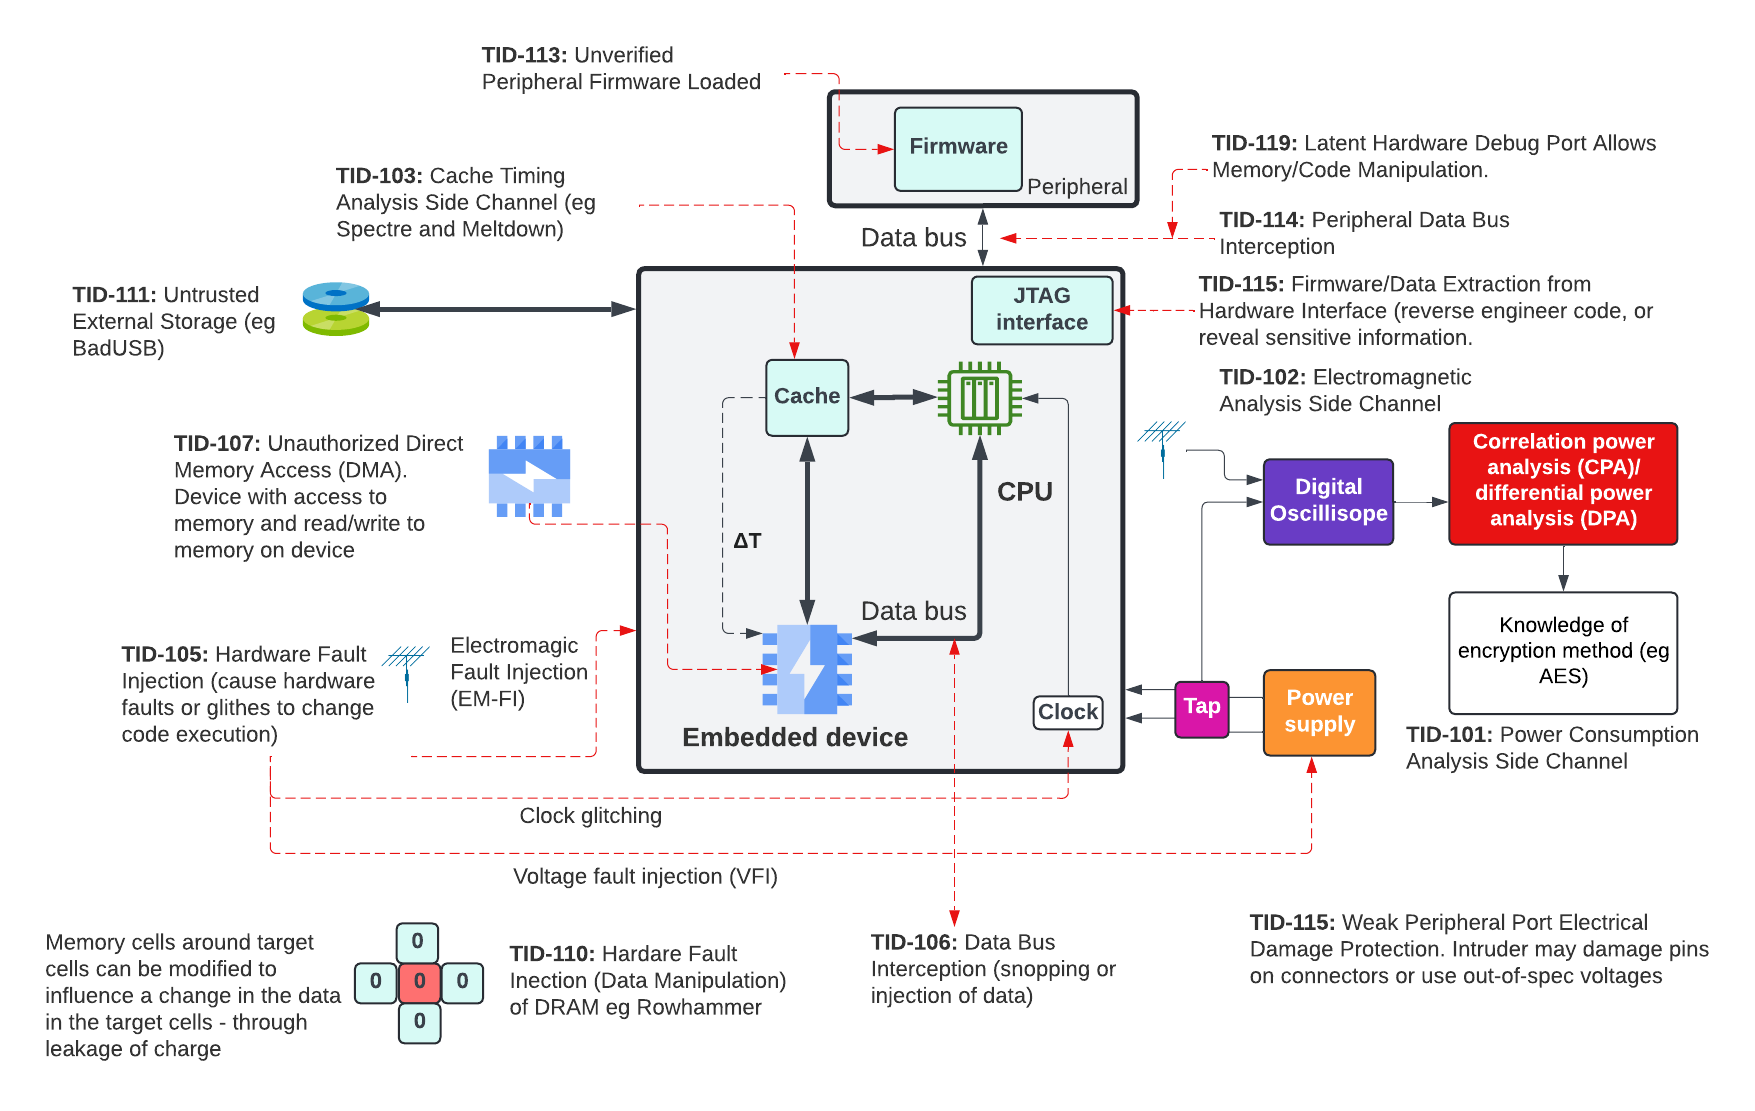 TID-113: Unverified
Peripheral Firmware Loaded
Firmware
Peripheral
TID-119: Latent Hardware Debug Port Allows
Memory/Code Manipulation.
TID-103: Cache Timing
Analysis Side Channel (eg
Spectre and Meltdown)
Data bus
TID-114: Peripheral Data Bus
Interception
TID-111: Untrusted
External Storage (eg
BadUSB)
JTAG
interface
TID-115: Firmware/Data Extraction from
Hardware Interface (reverse engineer code, or
reveal sensitive information.
Cache
TID-102: Electromagnetic
Analysis Side Channel
TID-107: Unauthorized Direct
Memory Access (DMA).
Device with access to
memory and read/write to
memory on device
CPU
Digital
Oscillisope
Correlation power
analysis (CPA)/
differential power
analysis (DPA)
ΔT
Data bus
TID-105: Hardware Fault
Injection (cause hardware
faults or glithes to change
code execution)
Electromagic
Fault Injection
(EM-FI)
Knowledge of
encryption method (eg
AES)
Embedded device
Clock
Tap
Power
supply
TID-101: Power Consumption
Analysis Side Channel
Clock glitching
Voltage fault injection (VFI)
Memory cells around target
cells can be modified to
influence a change in the data
in the target cells - through
leakage of charge
0
0 0 0
0
TID-110: Hardare Fault
Inection (Data Manipulation)
of DRAM eg Rowhammer
TID-106: Data Bus
Interception (snopping or
injection of data)
TID-115: Weak Peripheral Port Electrical
Damage Protection. Intruder may damage pins
on connectors or use out-of-spec voltages